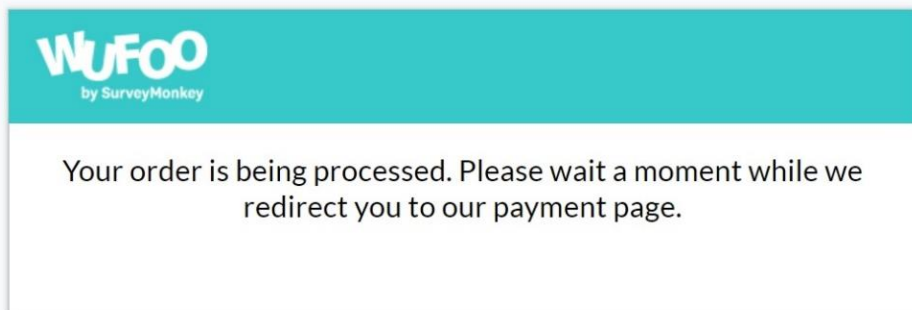 WUFOO
by SurveyMonkey
Your order is being processed. Please wait a moment while we
redirect you to our payment page.